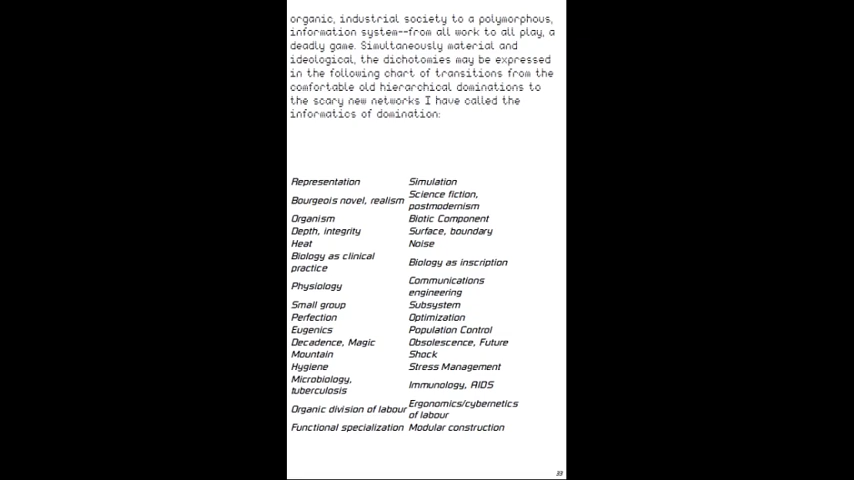 organic, industrial society to a polymorphous,
information system--from all work to all play, a
deadly game. Simultaneously material and
ideological, the dichotomies may be expressed
in the following chart of transitions from the
comfortable old hierarchical dominations to
the scary new networks I have called the
informatics of domination:
Representation Simulation
Bourgeois novel, realism Science fiction,
postmodernism
Organism Biotic Component
Depth, integrity Surface, boundary
Heat Noise
Biology as clinical
practice Biology as inscription
Physiology Communications
engineering
Small group Subsystem
Perfection Optimization
Eugenics Population Control
Decadence, Magic Obsolescence, Future
Mountain Shock
Hygiene Stress Management
Microbiology,
tuberculosis Immunology, AIDS
Organic division of labour Ergonomics/cybernetics
of labour
Functional specialization Modular construction
33